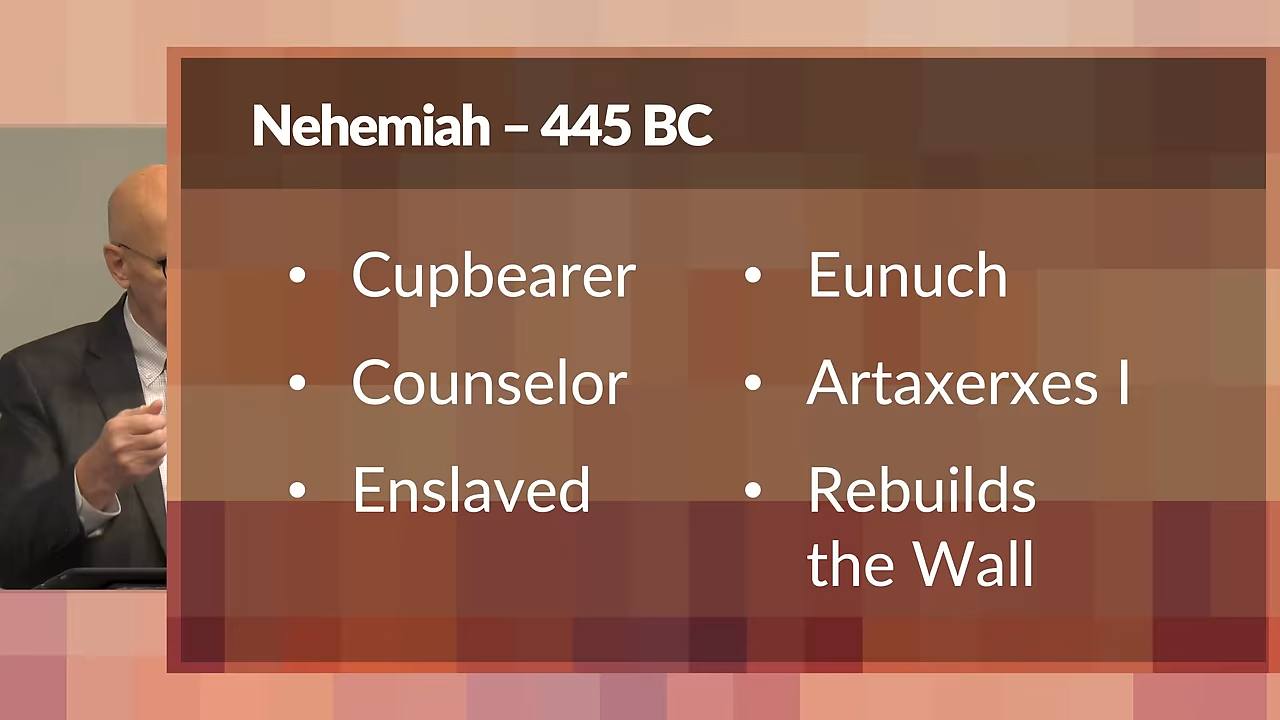 Nehemiah – 445 BC
• Cupbearer
• Counselor
• Enslaved
• Eunuch
• Artaxerxes I
• Rebuilds
the Wall